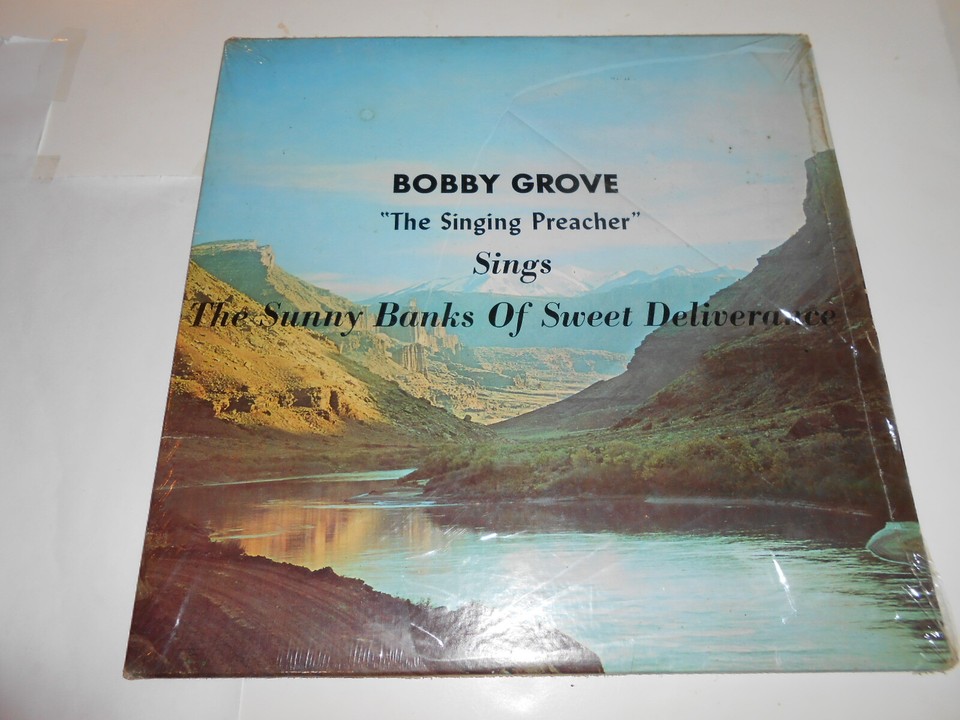 BOBBY GROVE
"The Singing Preacher"
Sings
The Sunny Banks Of Sweet Deliverance